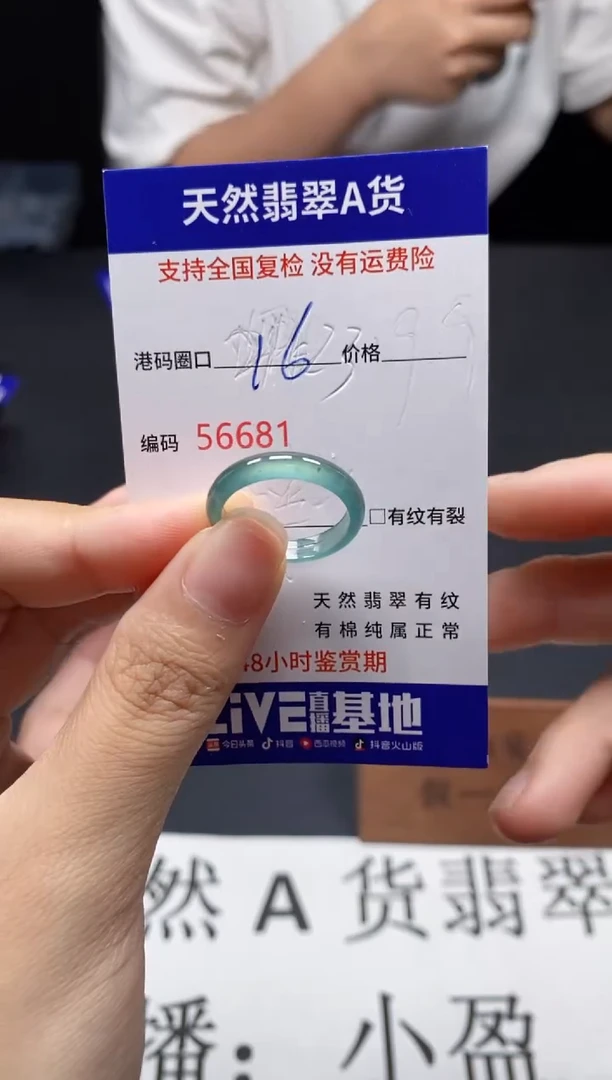 天然翡翠A货
支持全国复检 没有运费险
港码圈口 16 价格
编码 56681
□有纹有裂
天然翡翠有纹
有棉纯属正常
48小时鉴赏期
LIVE直播基地
今日头条 抖音 西瓜视频 抖音火山版
然 A 货翡翠
播：小盈